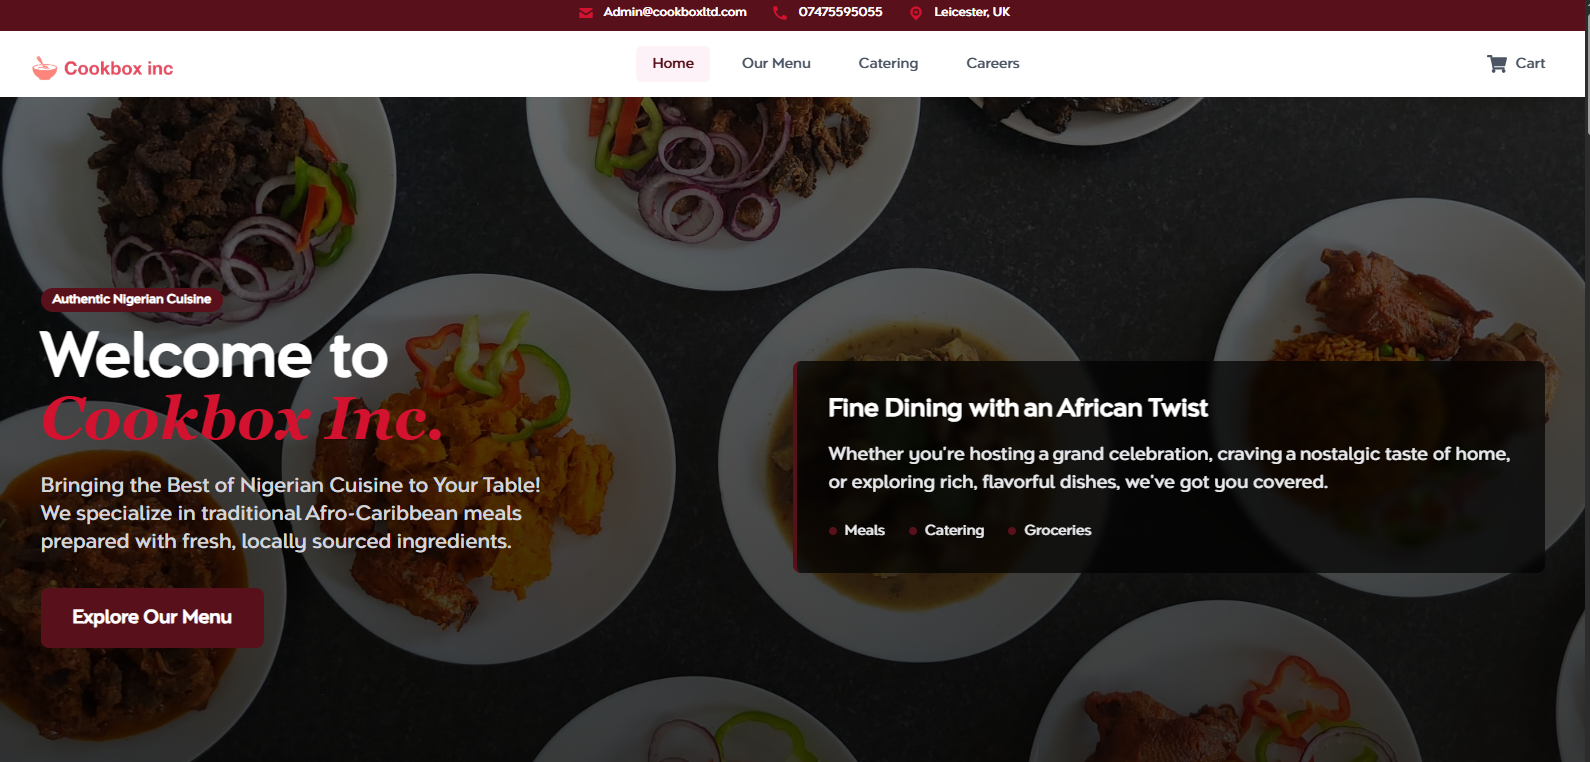 Admin@cookboxltd.com 07475595055 Leicester, UK
Cookbox inc Home Our Menu Catering Careers Cart
Authentic Nigerian Cuisine
Welcome to
Cookbox Inc.
Bringing the Best of Nigerian Cuisine to Your Table!
We specialize in traditional Afro-Caribbean meals
prepared with fresh, locally sourced ingredients.
Explore Our Menu
Fine Dining with an African Twist
Whether you're hosting a grand celebration, craving a nostalgic taste of home,
or exploring rich, flavorful dishes, we've got you covered.
Meals Catering Groceries